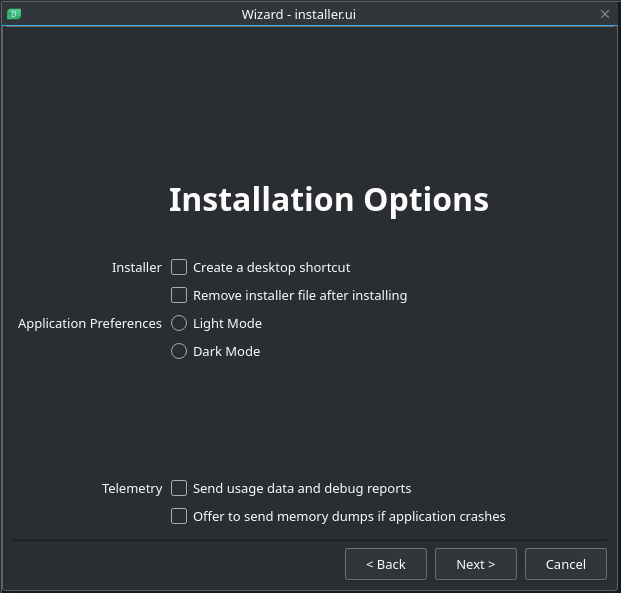 Wizard - installer.ui
Installation Options
Installer Create a desktop shortcut
Remove installer file after installing
Application Preferences Light Mode
Dark Mode
Telemetry Send usage data and debug reports
Offer to send memory dumps if application crashes
< Back Next > Cancel